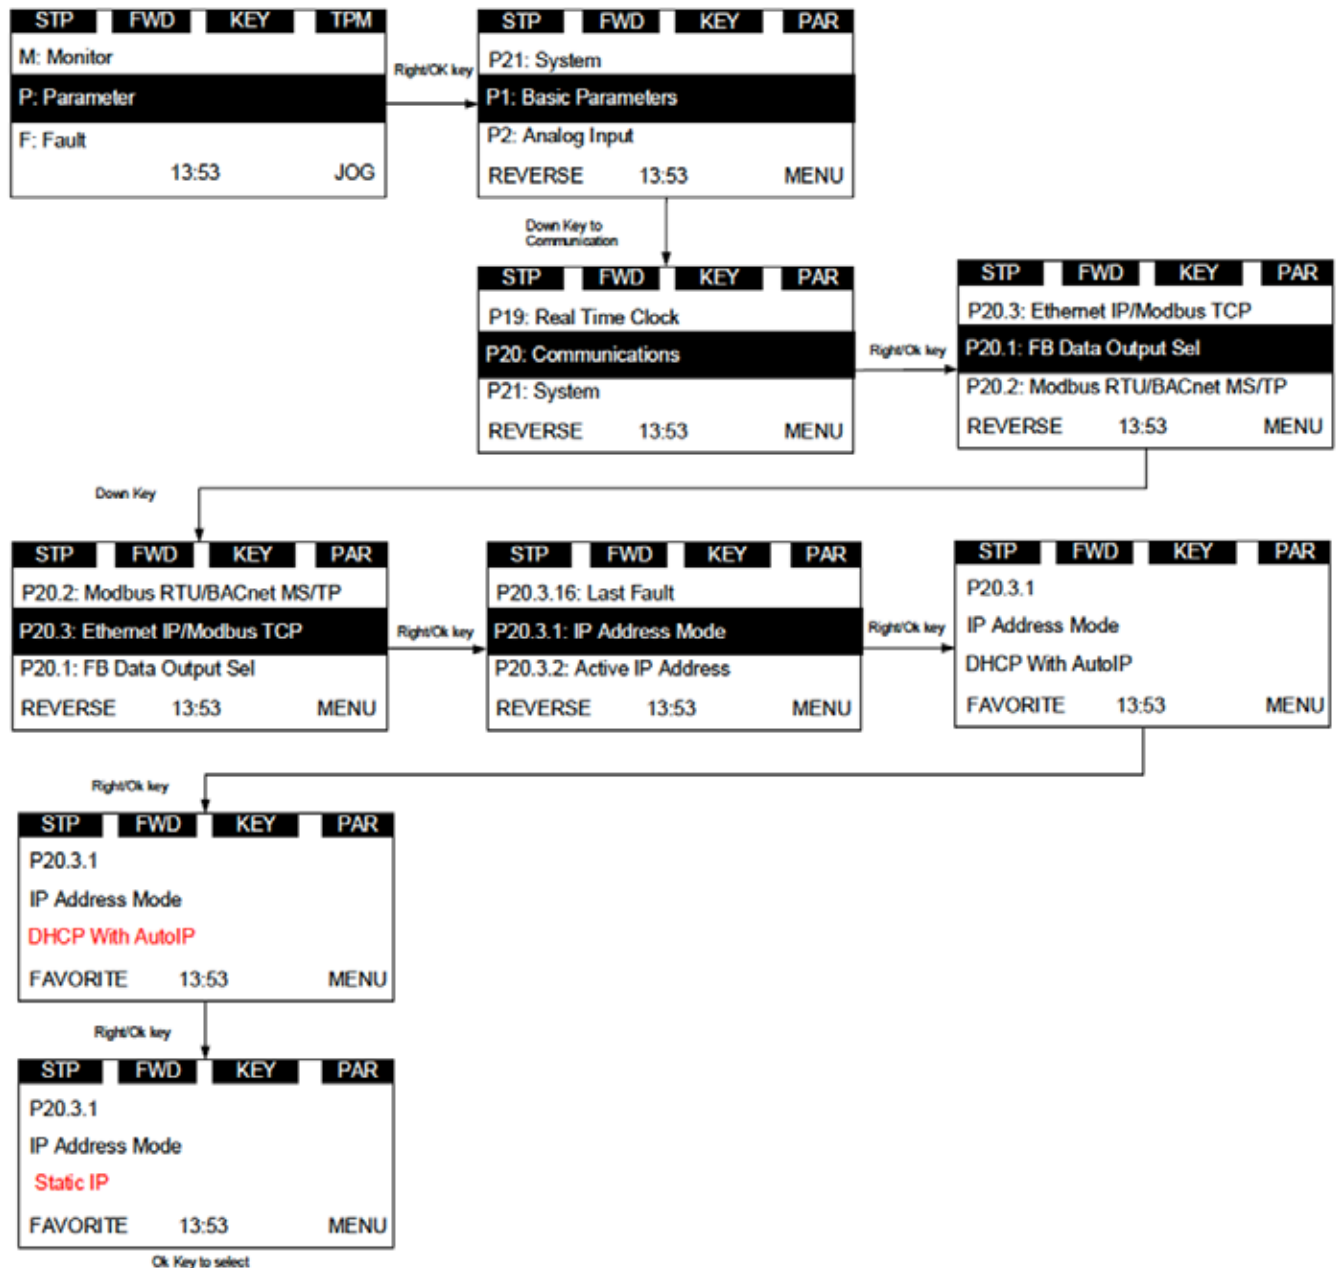 STP FWD KEY TPM
M: Monitor
P: Parameter
F: Fault
13:53 JOG
Right/OK key
STP FWD KEY PAR
P21: System
P1: Basic Parameters
P2: Analog Input
REVERSE 13:53 MENU
Down Key to
Communication
STP FWD KEY PAR
P19: Real Time Clock
P20: Communications
P21: System
REVERSE 13:53 MENU
Right/Ok key
STP FWD KEY PAR
P20.3: Ethernet IP/Modbus TCP
P20.1: FB Data Output Sel
P20.2: Modbus RTU/BACnet MS/TP
REVERSE 13:53 MENU
Down Key
STP FWD KEY PAR
P20.2: Modbus RTU/BACnet MS/TP
P20.3: Ethernet IP/Modbus TCP
P20.1: FB Data Output Sel
REVERSE 13:53 MENU
Right/Ok key
STP FWD KEY PAR
P20.3.16: Last Fault
P20.3.1: IP Address Mode
P20.3.2: Active IP Address
REVERSE 13:53 MENU
Right/Ok key
STP FWD KEY PAR
P20.3.1
IP Address Mode
DHCP With AutoIP
FAVORITE 13:53 MENU
Right/Ok key
STP FWD KEY PAR
P20.3.1
IP Address Mode
DHCP With AutoIP
FAVORITE 13:53 MENU
Right/Ok key
STP FWD KEY PAR
P20.3.1
IP Address Mode
Static IP
FAVORITE 13:53 MENU
Ok Key to select